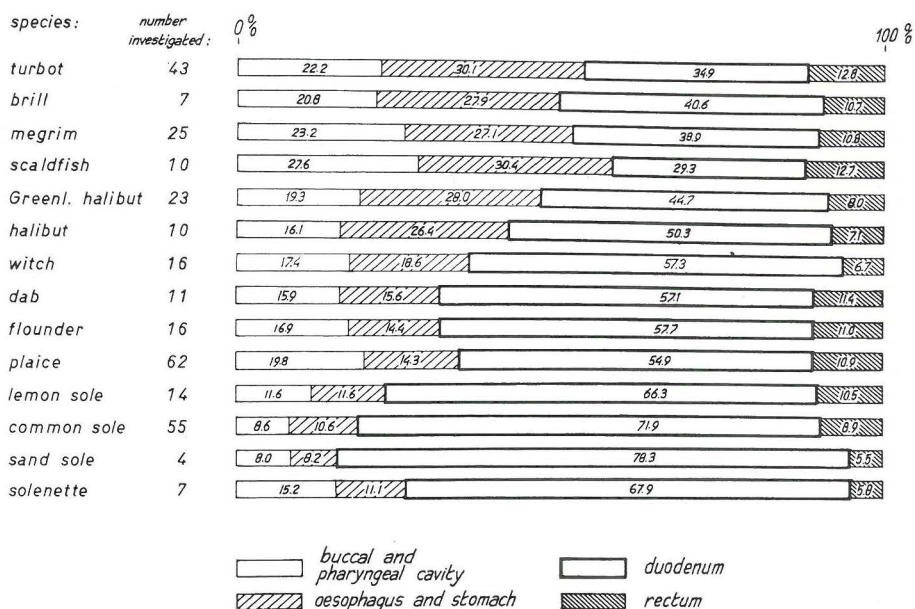 species: number investigated: 0 % 100 %
turbot 43 22.2 30.1 34.9 12.8
brill 7 20.8 27.9 40.6 10.7
megrim 25 23.2 27.1 38.9 10.8
scaldfish 10 27.6 30.4 29.3 12.7
Greenl. halibut 23 19.3 28.0 44.7 8.0
halibut 10 16.1 26.4 50.3 7.1
witch 16 17.4 18.6 57.3 6.7
dab 11 15.9 15.6 57.1 11.4
flounder 16 16.9 14.4 57.7 11.0
plaice 62 19.8 14.3 54.9 10.9
lemon sole 14 11.6 11.6 66.3 10.5
common sole 55 8.6 10.6 71.9 8.9
sand sole 4 8.0 8.2 78.3 5.5
solenette 7 15.2 11.1 67.9 5.8
buccal and
pharyngeal cavity
duodenum
oesophagus and stomach
rectum